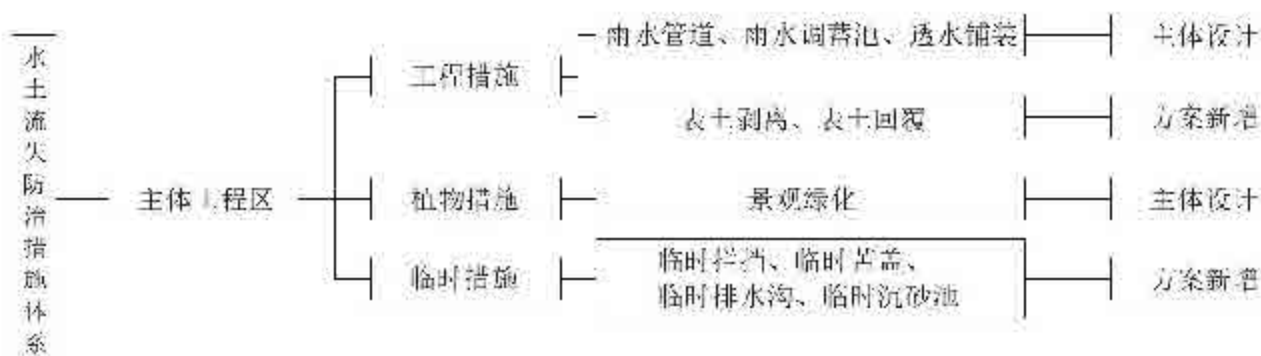 水土流失防治措施体系
主体工程区
工程措施
雨水管道、雨水调蓄池、透水铺装
主体设计
表土剥离、表土回覆
方案新增
植物措施
景观绿化
主体设计
临时措施
临时拦挡、临时苫盖、
临时排水沟、临时沉砂池
方案新增